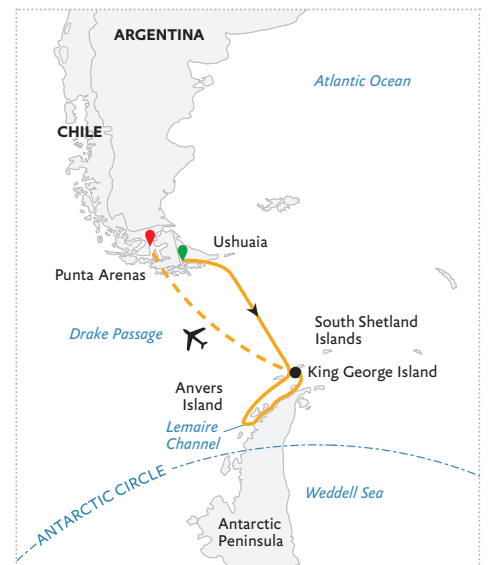 ARGENTINA
Atlantic Ocean
CHILE
Ushuaia
Punta Arenas
South Shetland
Islands
Drake Passage
King George Island
Anvers
Island
Lemaire
Channel
ANTARCTIC CIRCLE
Weddell Sea
Antarctic
Peninsula